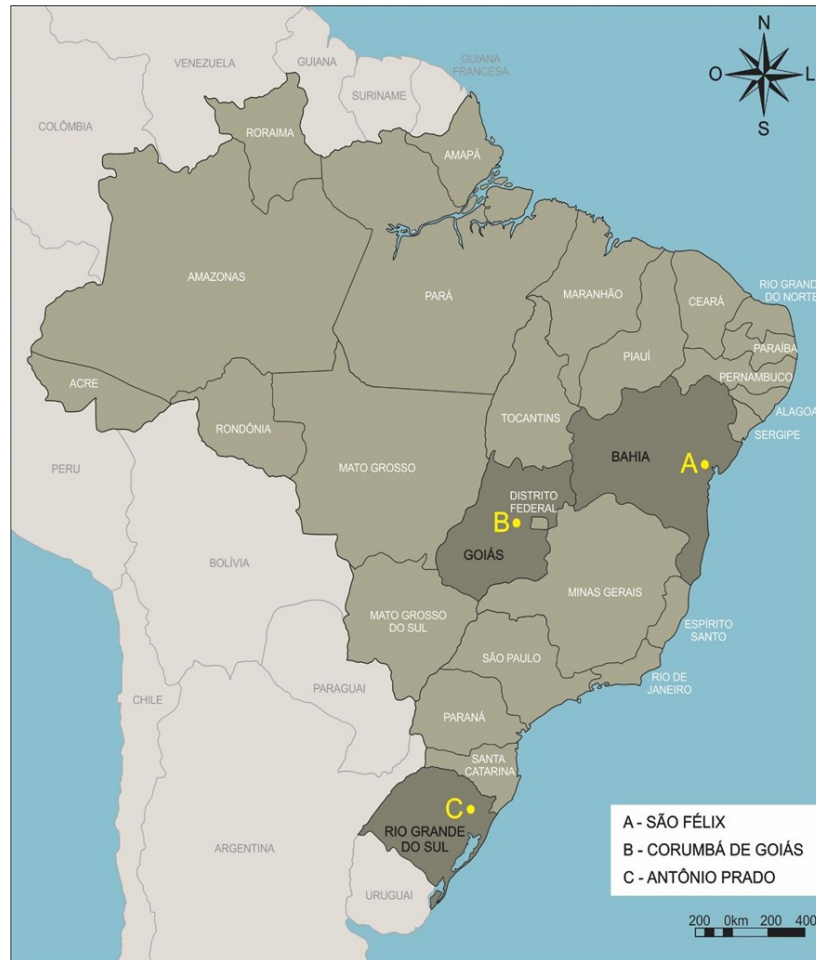 N
O
L
S
VENEZUELA
GUIANA
GUIANA
FRANCESA
SURINAME
COLÔMBIA
RORAIMA
AMAPÁ
AMAZONAS
PARÁ
MARANHÃO
CEARÁ
RIO GRANDE
DO NORTE
PARAÍBA
PIAUÍ
PERNAMBUCO
ACRE
ALAGOA
TOCANTINS
SERGIPE
RONDÔNIA
BAHIA
A
MATO GROSSO
PERU
DISTRITO
FEDERAL
B
GOIÁS
BOLÍVIA
MINAS GERAIS
MATO GROSSO
DO SUL
ESPÍRITO
SANTO
SÃO PAULO
PARAGUAI
RIO
DE JANEIRO
CHILE
PARANÁ
SANTA
CATARINA
C
RIO GRANDE
DO SUL
ARGENTINA
URUGUAI
A - SÃO FÉLIX
B - CORUMBÁ DE GOIÁS
C - ANTÔNIO PRADO
200 0km 200 400